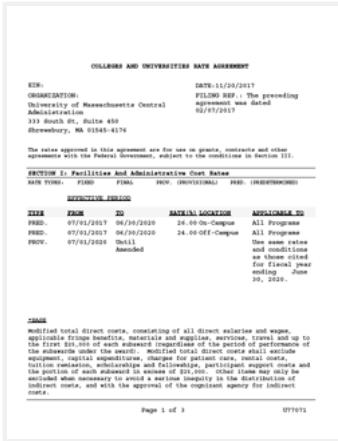 COLLEGES AND UNIVERSITIES RATE AGREEMENT
EIN:
DATE:11/20/2017
ORGANIZATION:
FILING REF.: The preceding
agreement was dated
02/07/2017
University of Massachusetts Central
Administration
333 South St, Suite 450
Shrewsbury, MA 01545-4176
The rates approved in this agreement are for use on grants, contracts and other
agreements with the Federal Government, subject to the conditions in Section III.
SECTION I: Facilities And Administrative Cost Rates
RATE TYPES: FIXED FINAL PROV. (PROVISIONAL) PRED. (PREDETERMINED)
EFFECTIVE PERIOD
TYPE FROM TO RATE(%) LOCATION APPLICABLE TO
PRED. 07/01/2017 06/30/2020 26.00 On-Campus All Programs
PRED. 07/01/2017 06/30/2020 24.00 Off-Campus All Programs
PROV. 07/01/2020 Until Amended Use same rates
and conditions
as those cited
for fiscal year
ending June
30, 2020.
*BASE
Modified total direct costs, consisting of all direct salaries and wages,
applicable fringe benefits, materials and supplies, services, travel and up to
the first $25,000 of each subaward (regardless of the period of performance of
the subawards under the award). Modified total direct costs shall exclude
equipment, capital expenditures, charges for patient care, rental costs,
tuition remission, scholarships and fellowships, participant support costs and
the portion of each subaward in excess of $25,000. Other items may only be
excluded when necessary to avoid a serious inequity in the distribution of
indirect costs, and with the approval of the cognizant agency for indirect
costs.
Page 1 of 3
U77071